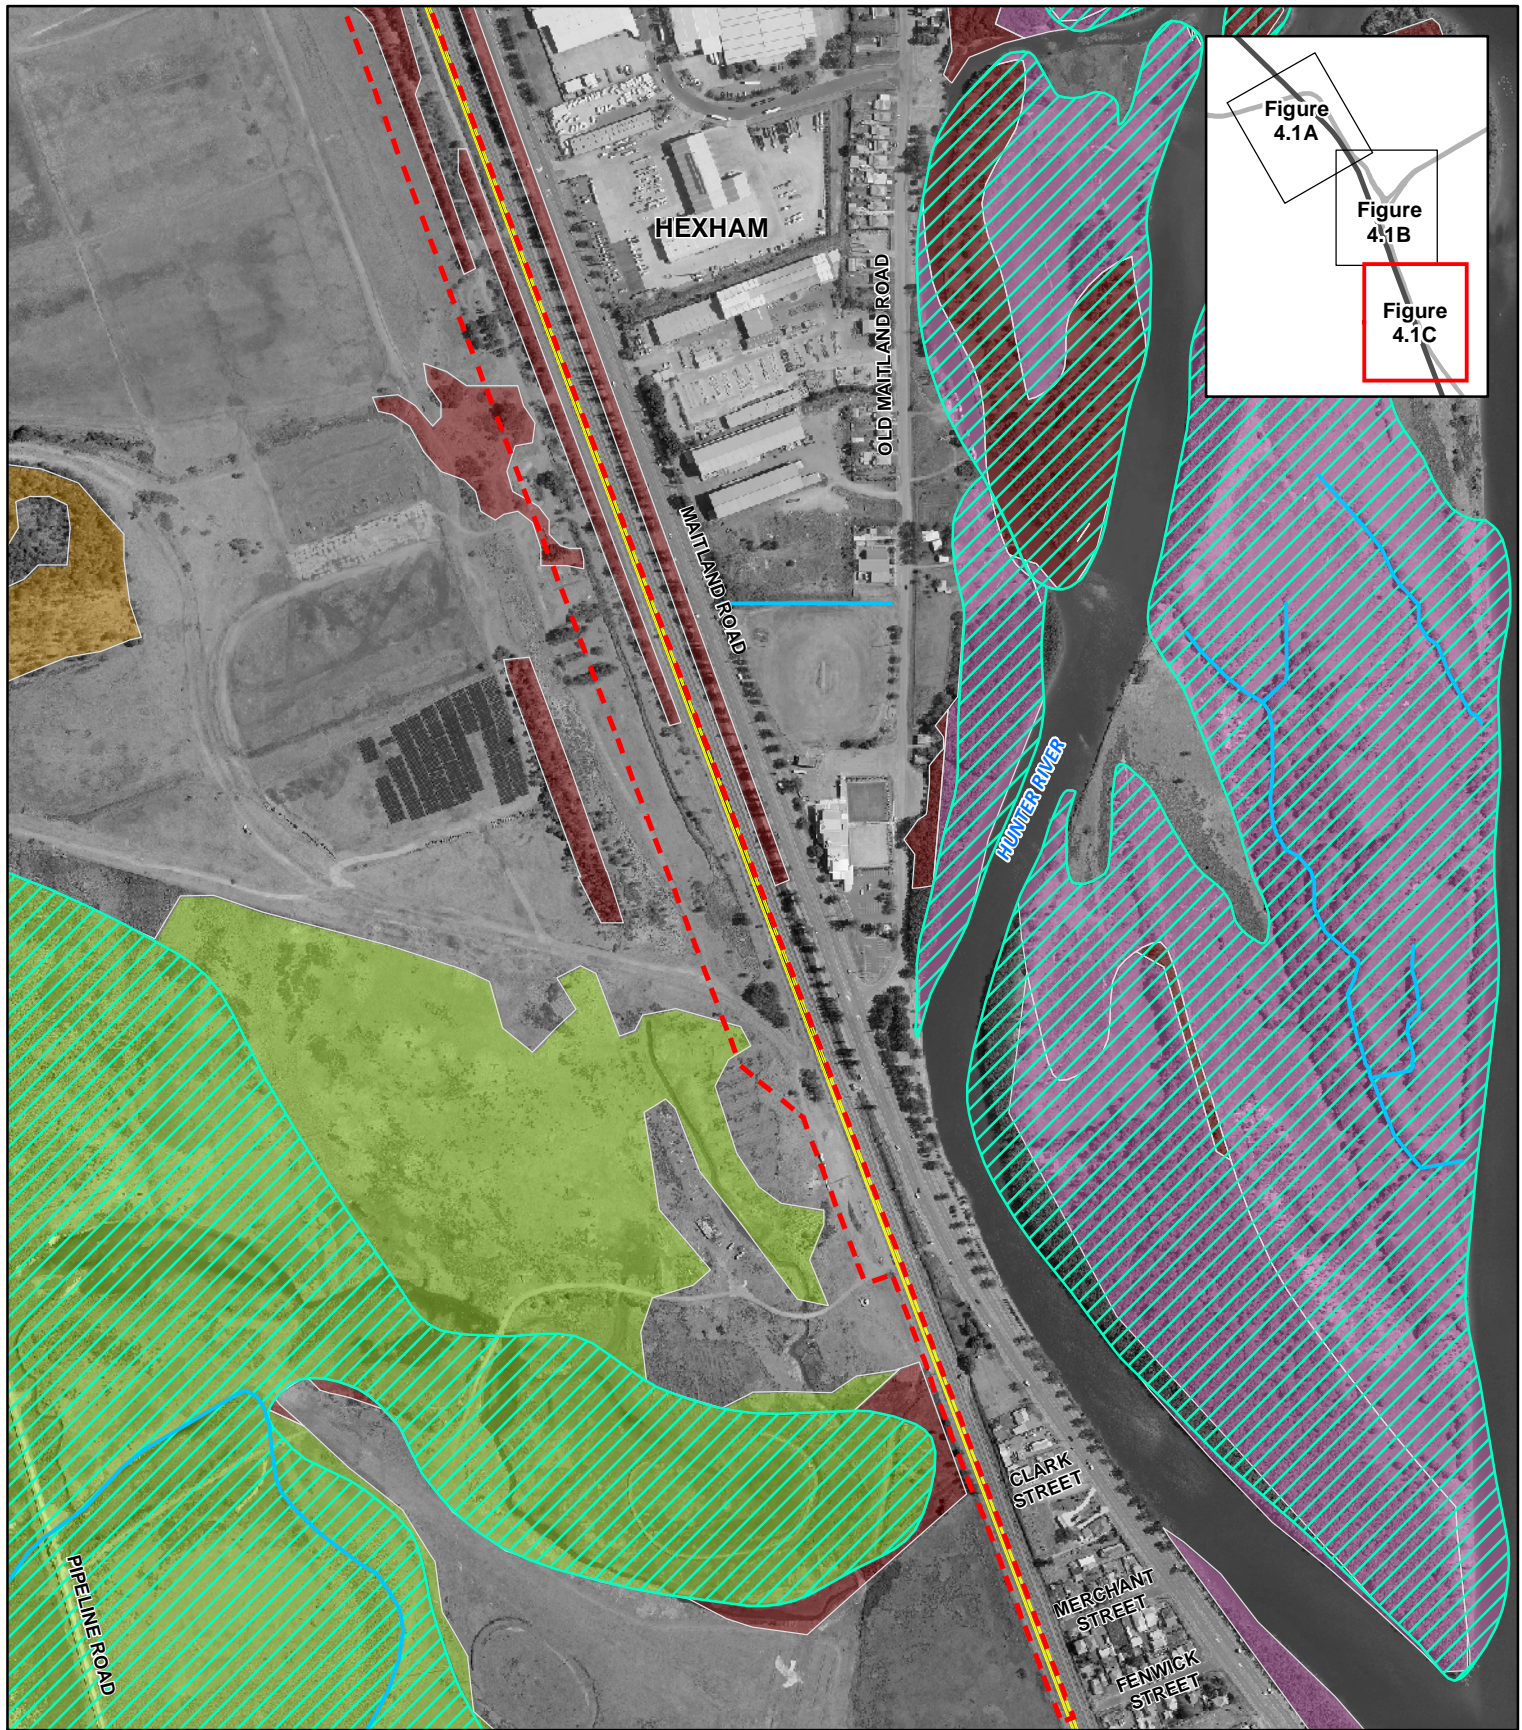 Figure
4.1A
Figure
4.1B
Figure
4.1C
HEXHAM
OLD MAITLAND ROAD
MAITLAND ROAD
HUNTER RIVER
CLARK
STREET
MERCHANT
STREET
FENWICK
STREET
PIPELINE ROAD